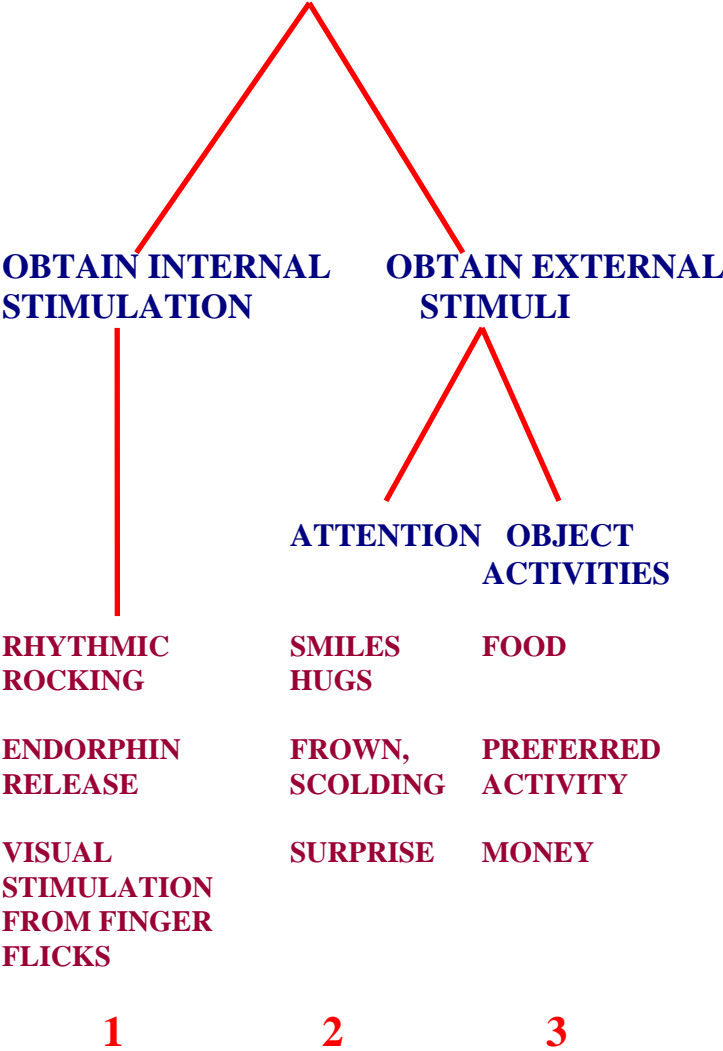 OBTAIN INTERNAL
STIMULATION
OBTAIN EXTERNAL
STIMULI
ATTENTION
OBJECT
ACTIVITIES
RHYTHMIC
ROCKING
SMILES
HUGS
FOOD
ENDORPHIN
RELEASE
FROWN,
SCOLDING
PREFERRED
ACTIVITY
VISUAL
STIMULATION
FROM FINGER
FLICKS
SURPRISE
MONEY
1
2
3